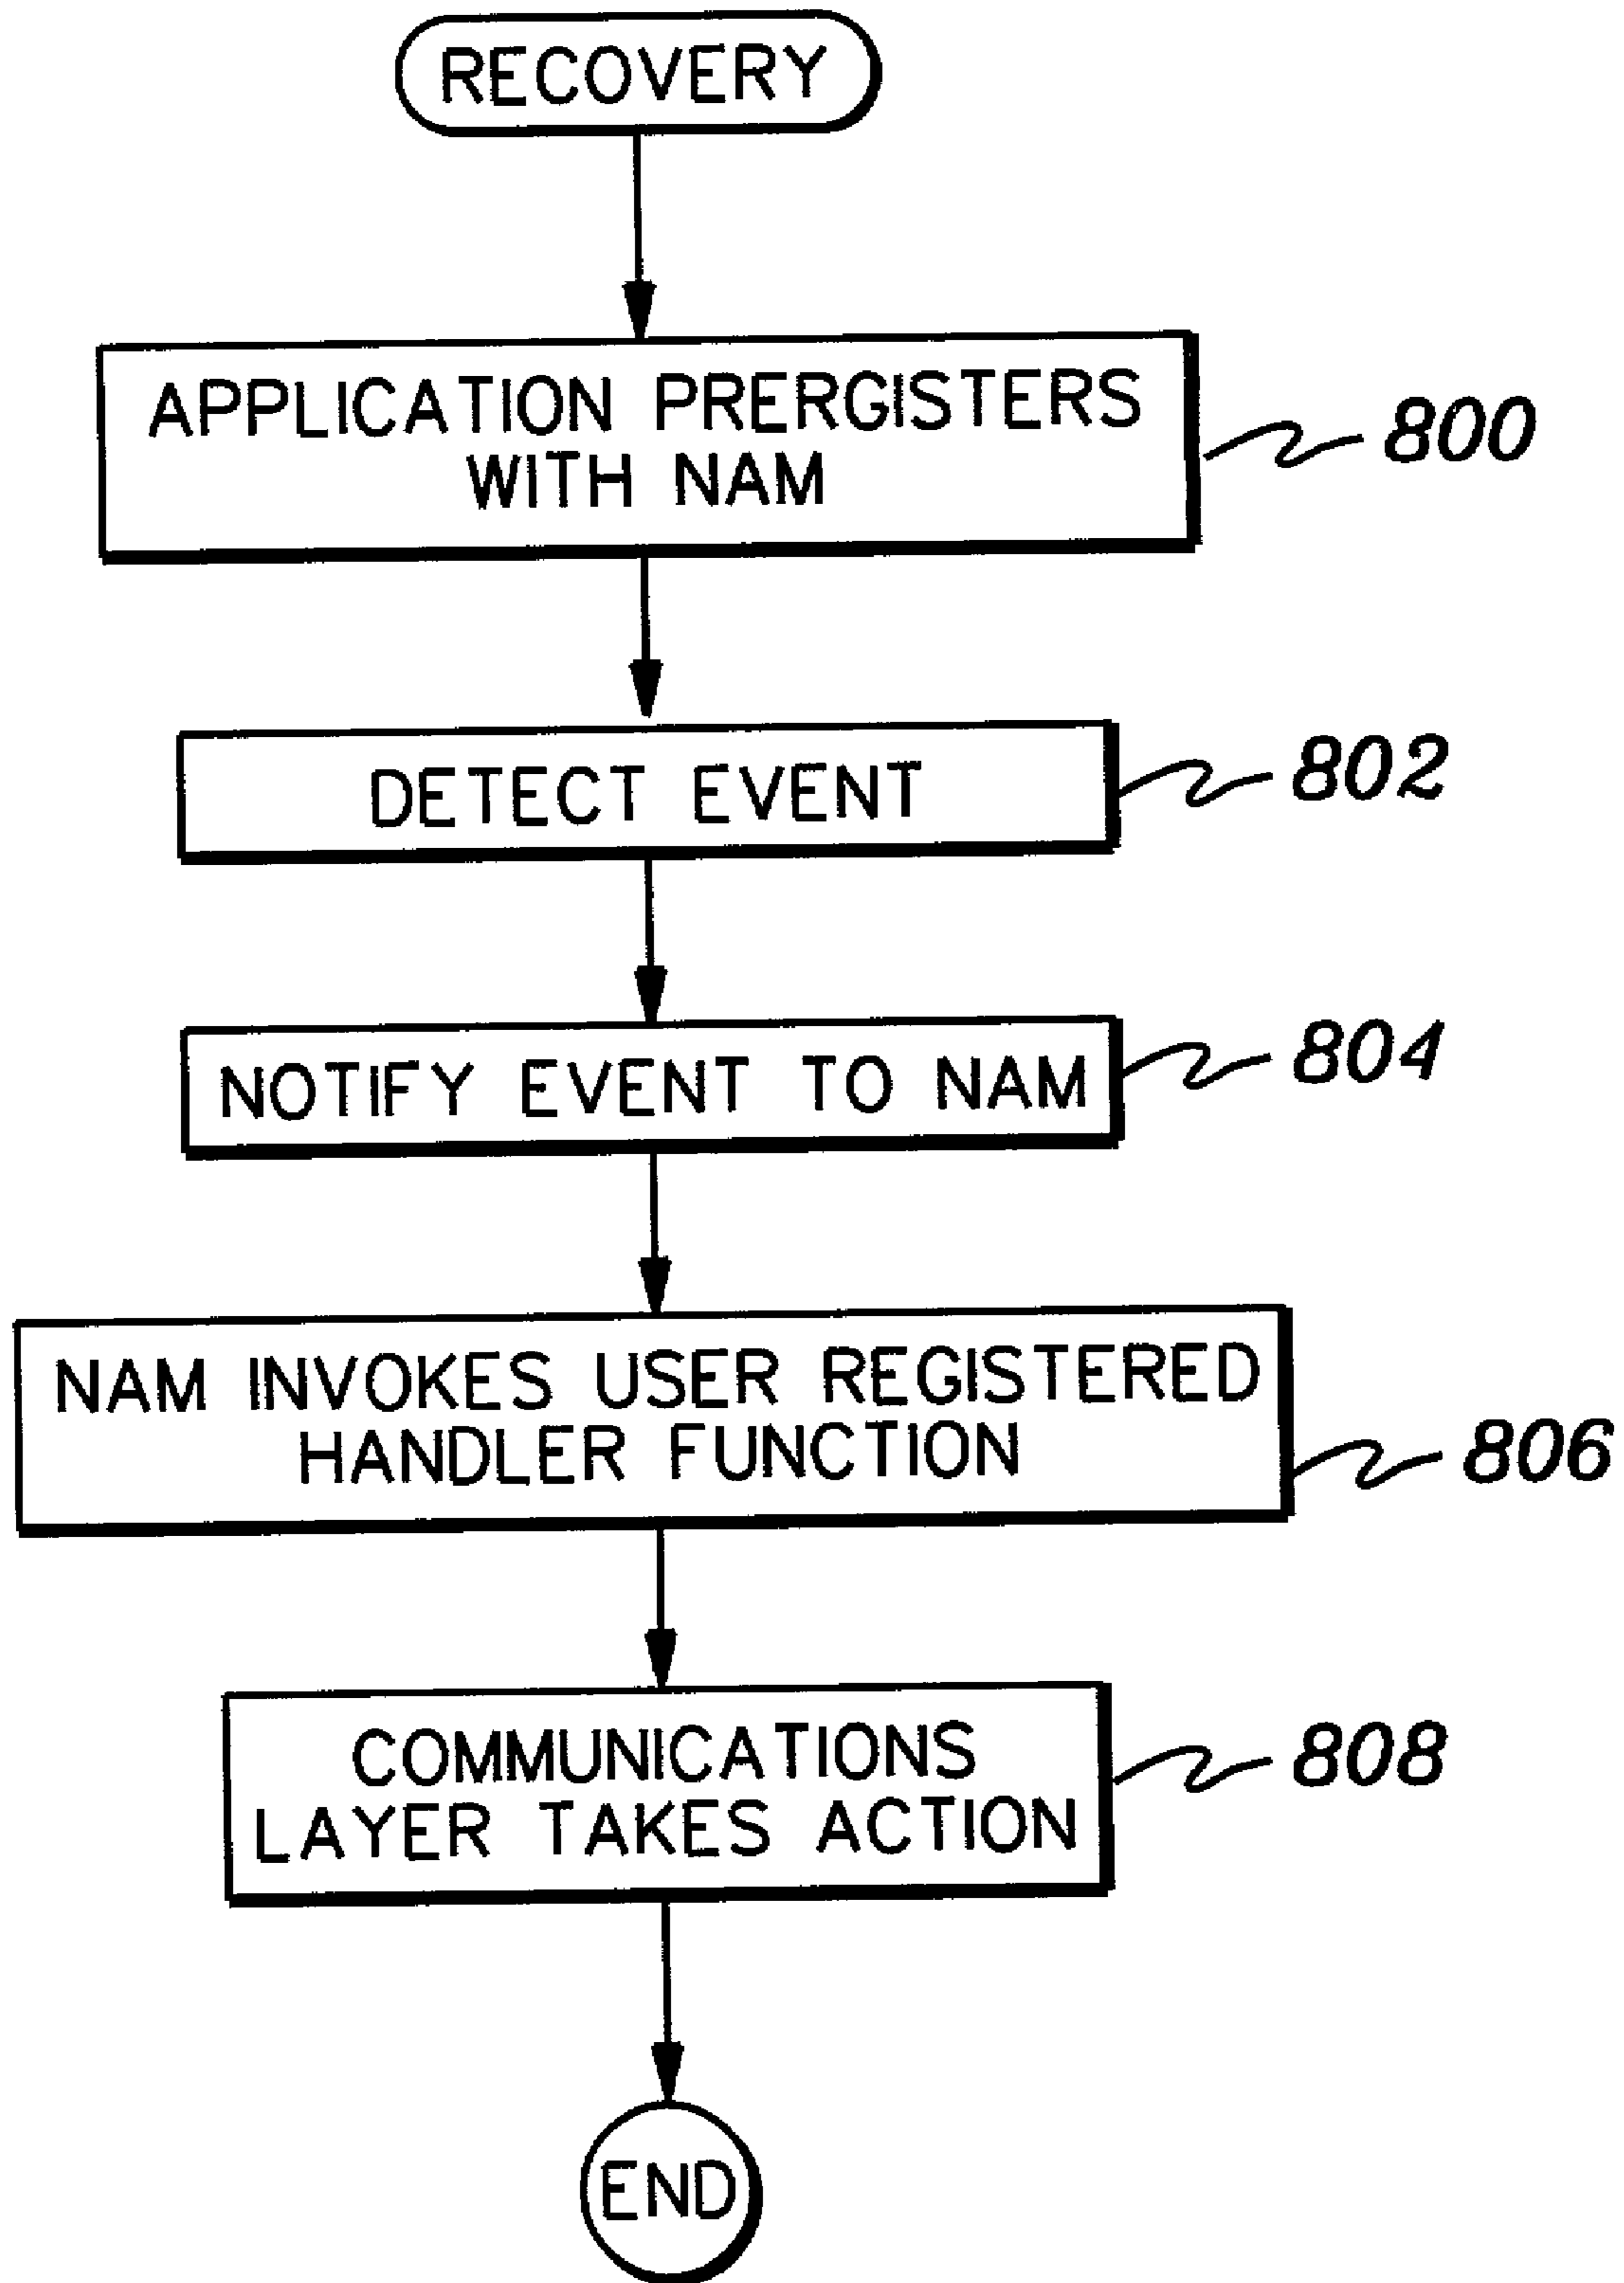 RECOVERY
APPLICATION PRERGISTERS
WITH NAM
800
DETECT EVENT
802
NOTIFY EVENT TO NAM
804
NAM INVOKES USER REGISTERED
HANDLER FUNCTION
806
COMMUNICATIONS
LAYER TAKES ACTION
808
END